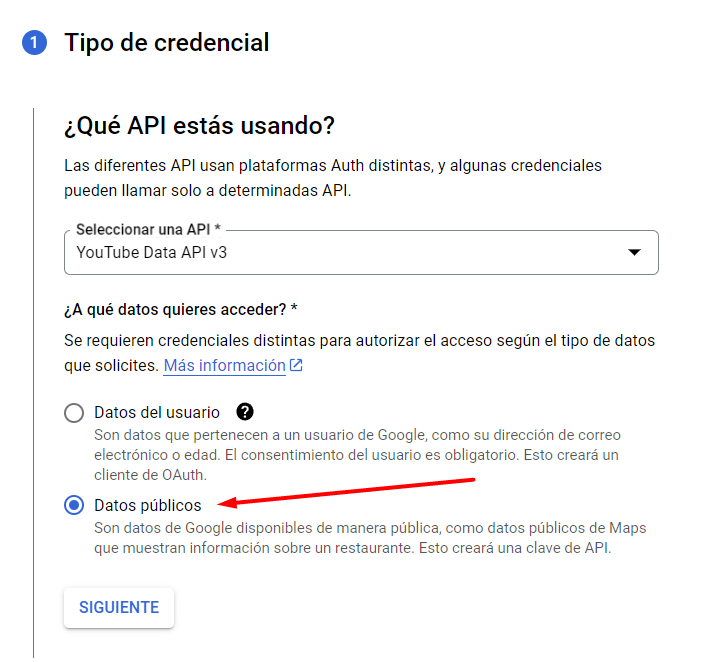 1 Tipo de credencial
¿Qué API estás usando?
Las diferentes API usan plataformas Auth distintas, y algunas credenciales
pueden llamar solo a determinadas API.
Seleccionar una API *
YouTube Data API v3
¿A qué datos quieres acceder? *
Se requieren credenciales distintas para autorizar el acceso según el tipo de datos
que solicites. Más información
Datos del usuario ?
Son datos que pertenecen a un usuario de Google, como su dirección de correo
electrónico o edad. El consentimiento del usuario es obligatorio. Esto creará un
cliente de OAuth.
Datos públicos
Son datos de Google disponibles de manera pública, como datos públicos de Maps
que muestran información sobre un restaurante. Esto creará una clave de API.
SIGUIENTE